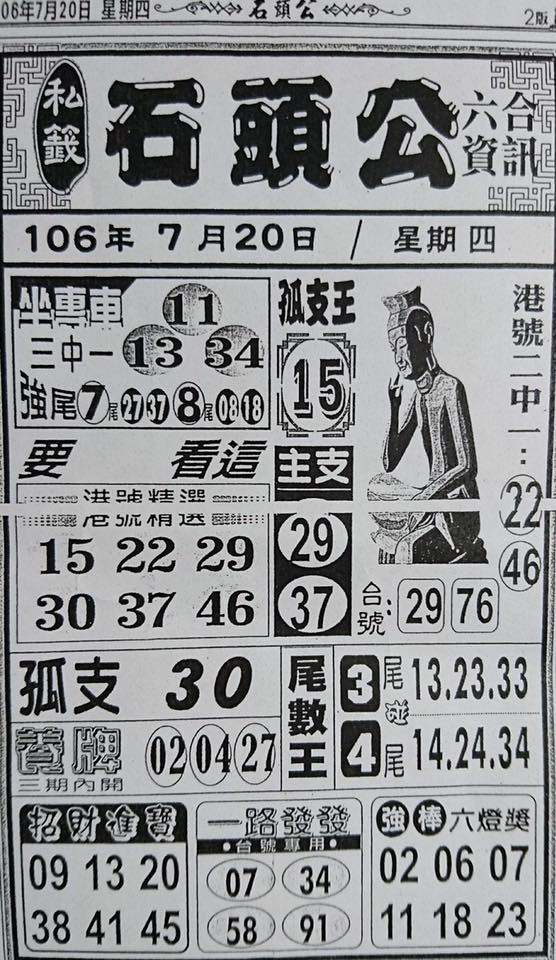 06年7月20日 星期四
石頭公
2版
私籤
石頭公
六合資訊
106年 7月20日 / 星期四
坐專車
三中一
11
13 34
強尾 7尾 27 37 8尾 08 18
孤支王
15
港號二中一:
22
46
要 看這
港號精選
港號精選
15 22 29
30 37 46
主支
29
37
台號: 29 76
孤支 30
養牌 02 04 27
三期內開
尾數王
3尾 13.23.33
碰
4尾 14.24.34
招財進寶
09 13 20
38 41 45
一路發發
•台號專用•
07 34
58 91
強棒六燈獎
02 06 07
11 18 23